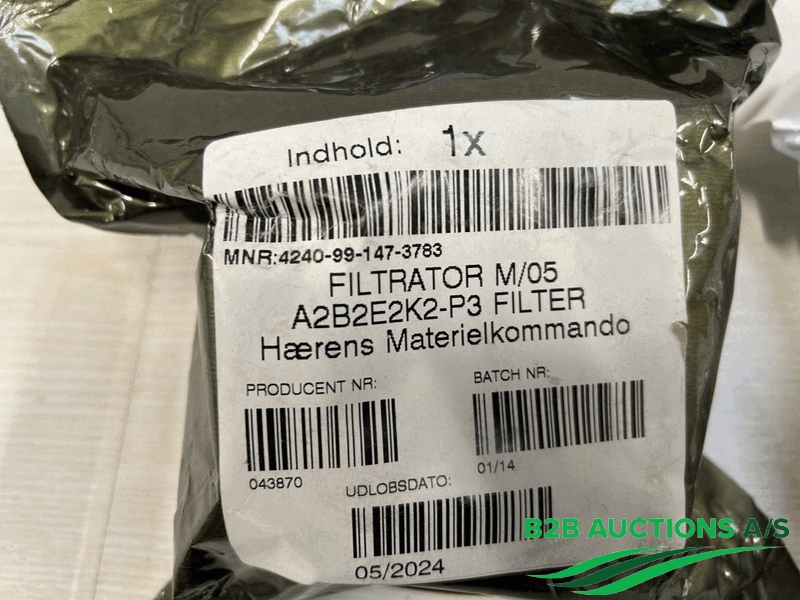 Indhold: 1x
MNR:4240-99-147-3783
FILTRATOR M/05
A2B2E2K2-P3 FILTER
Hærens Materielkommando
PRODUCENT NR:
BATCH NR:
043870
01/14
UDLOBSDATO:
05/2024
B2B AUCTIONS A/S